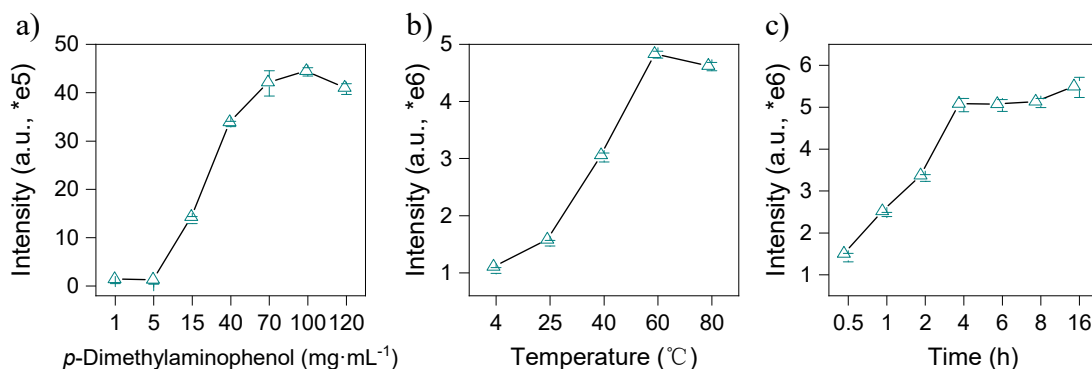 a)
Intensity (a.u., *e5)
50
40
30
20
10
0
1 5 15 40 70 100 120
p-Dimethylaminophenol (mg·mL⁻¹)
b)
Intensity (a.u., *e6)
5
4
3
2
1
4 25 40 60 80
Temperature (℃)
c)
Intensity (a.u., *e6)
6
5
4
3
2
1
0.5 1 2 4 6 8 16
Time (h)